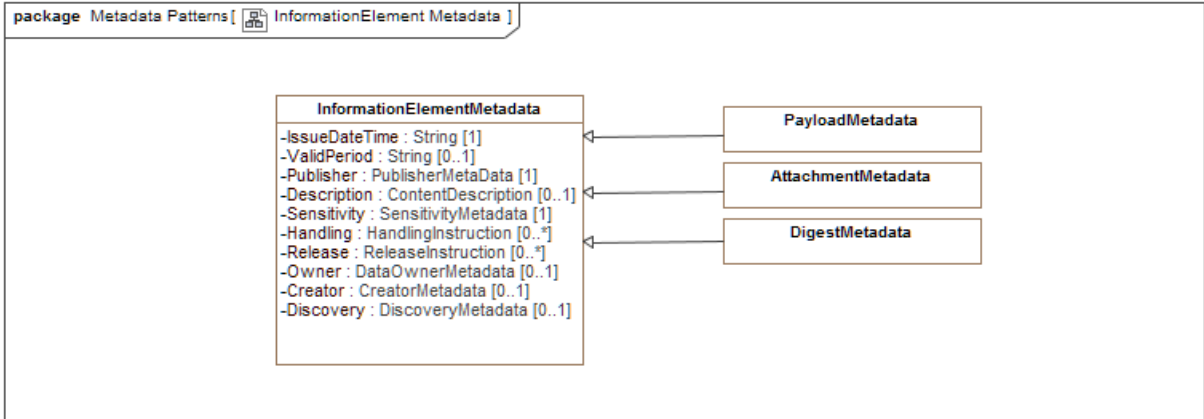 package Metadata Patterns[ InformationElement Metadata ]
InformationElementMetadata
-IssueDateTime : String [1]
-ValidPeriod : String [0..1]
-Publisher : PublisherMetaData [1]
-Description : ContentDescription [0..1]
-Sensitivity : SensitivityMetadata [1]
-Handling : HandlingInstruction [0..*]
-Release : ReleaseInstruction [0..*]
-Owner : DataOwnerMetadata [0..1]
-Creator : CreatorMetadata [0..1]
-Discovery : DiscoveryMetadata [0..1]
PayloadMetadata
AttachmentMetadata
DigestMetadata